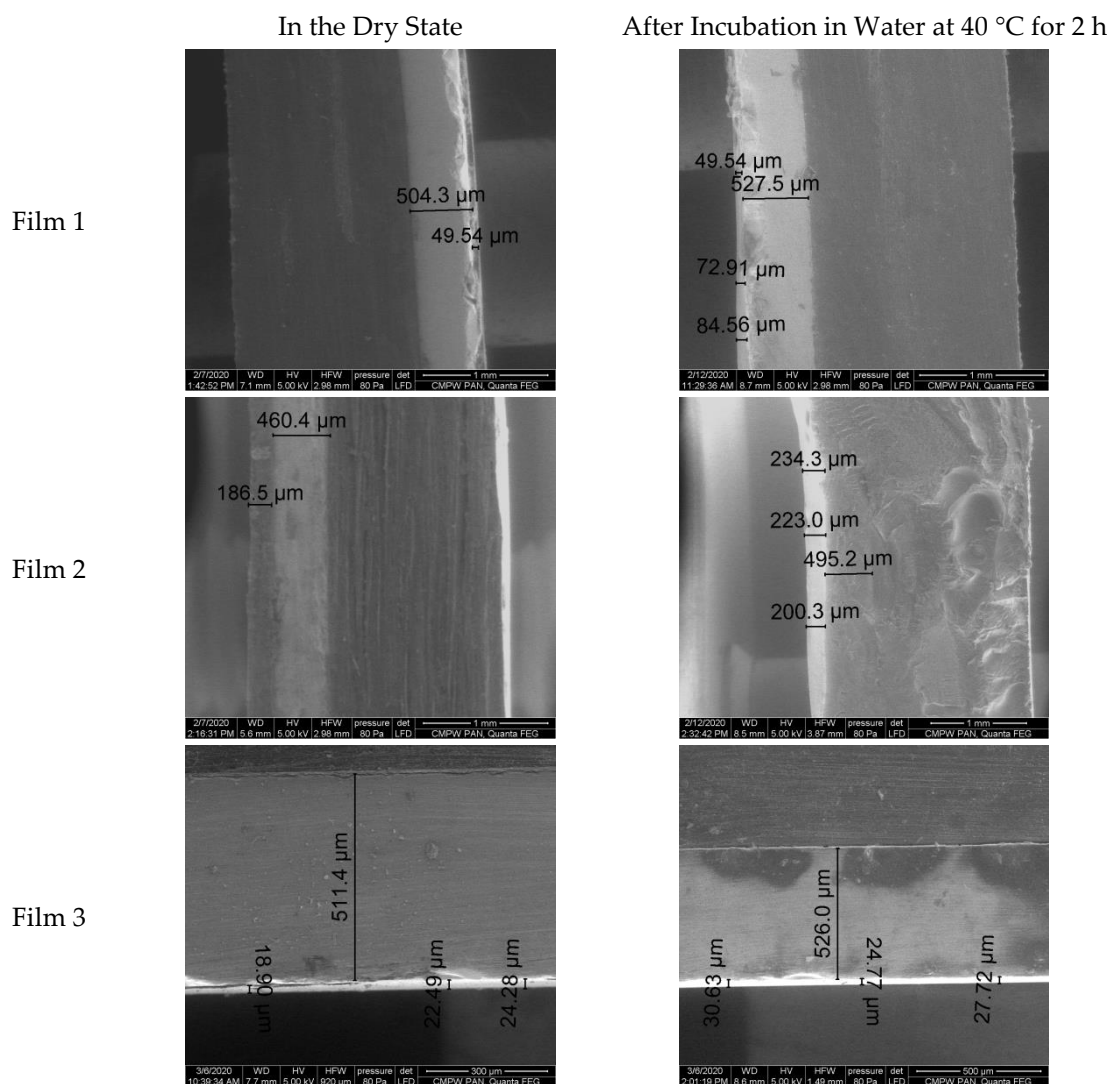 In the Dry State
After Incubation in Water at 40 °C for 2 h
Film 1
504.3 µm
49.54 µm
2/7/2020 WD HV HFW pressure det 1 mm
1:42:52 PM 7.1 mm 5.00 kV 2.98 mm 80 Pa LFD CMPW PAN, Quanta FEG
49.54 µm
527.5 µm
72.91 µm
84.56 µm
2/12/2020 WD HV HFW pressure det 1 mm
11:29:36 AM 8.7 mm 5.00 kV 2.98 mm 80 Pa LFD CMPW PAN, Quanta FEG
Film 2
460.4 µm
186.5 µm
2/7/2020 WD HV HFW pressure det 1 mm
2:16:31 PM 5.6 mm 5.00 kV 2.98 mm 80 Pa LFD CMPW PAN, Quanta FEG
234.3 µm
223.0 µm
495.2 µm
200.3 µm
2/12/2020 WD HV HFW pressure det 1 mm
2:32:42 PM 8.5 mm 5.00 kV 3.87 mm 80 Pa LFD CMPW PAN, Quanta FEG
Film 3
511.4 µm
18.90 µm
22.49 µm
24.28 µm
3/6/2020 WD HV HFW pressure det 300 µm
10:39:34 AM 7.7 mm 5.00 kV 920 µm 80 Pa LFD CMPW PAN, Quanta FEG
526.0 µm
30.69 µm
24.77 µm
27.72 µm
3/6/2020 WD HV HFW pressure det 500 µm
2:01:19 PM 8.6 mm 5.00 kV 1.49 mm 80 Pa LFD CMPW PAN, Quanta FEG